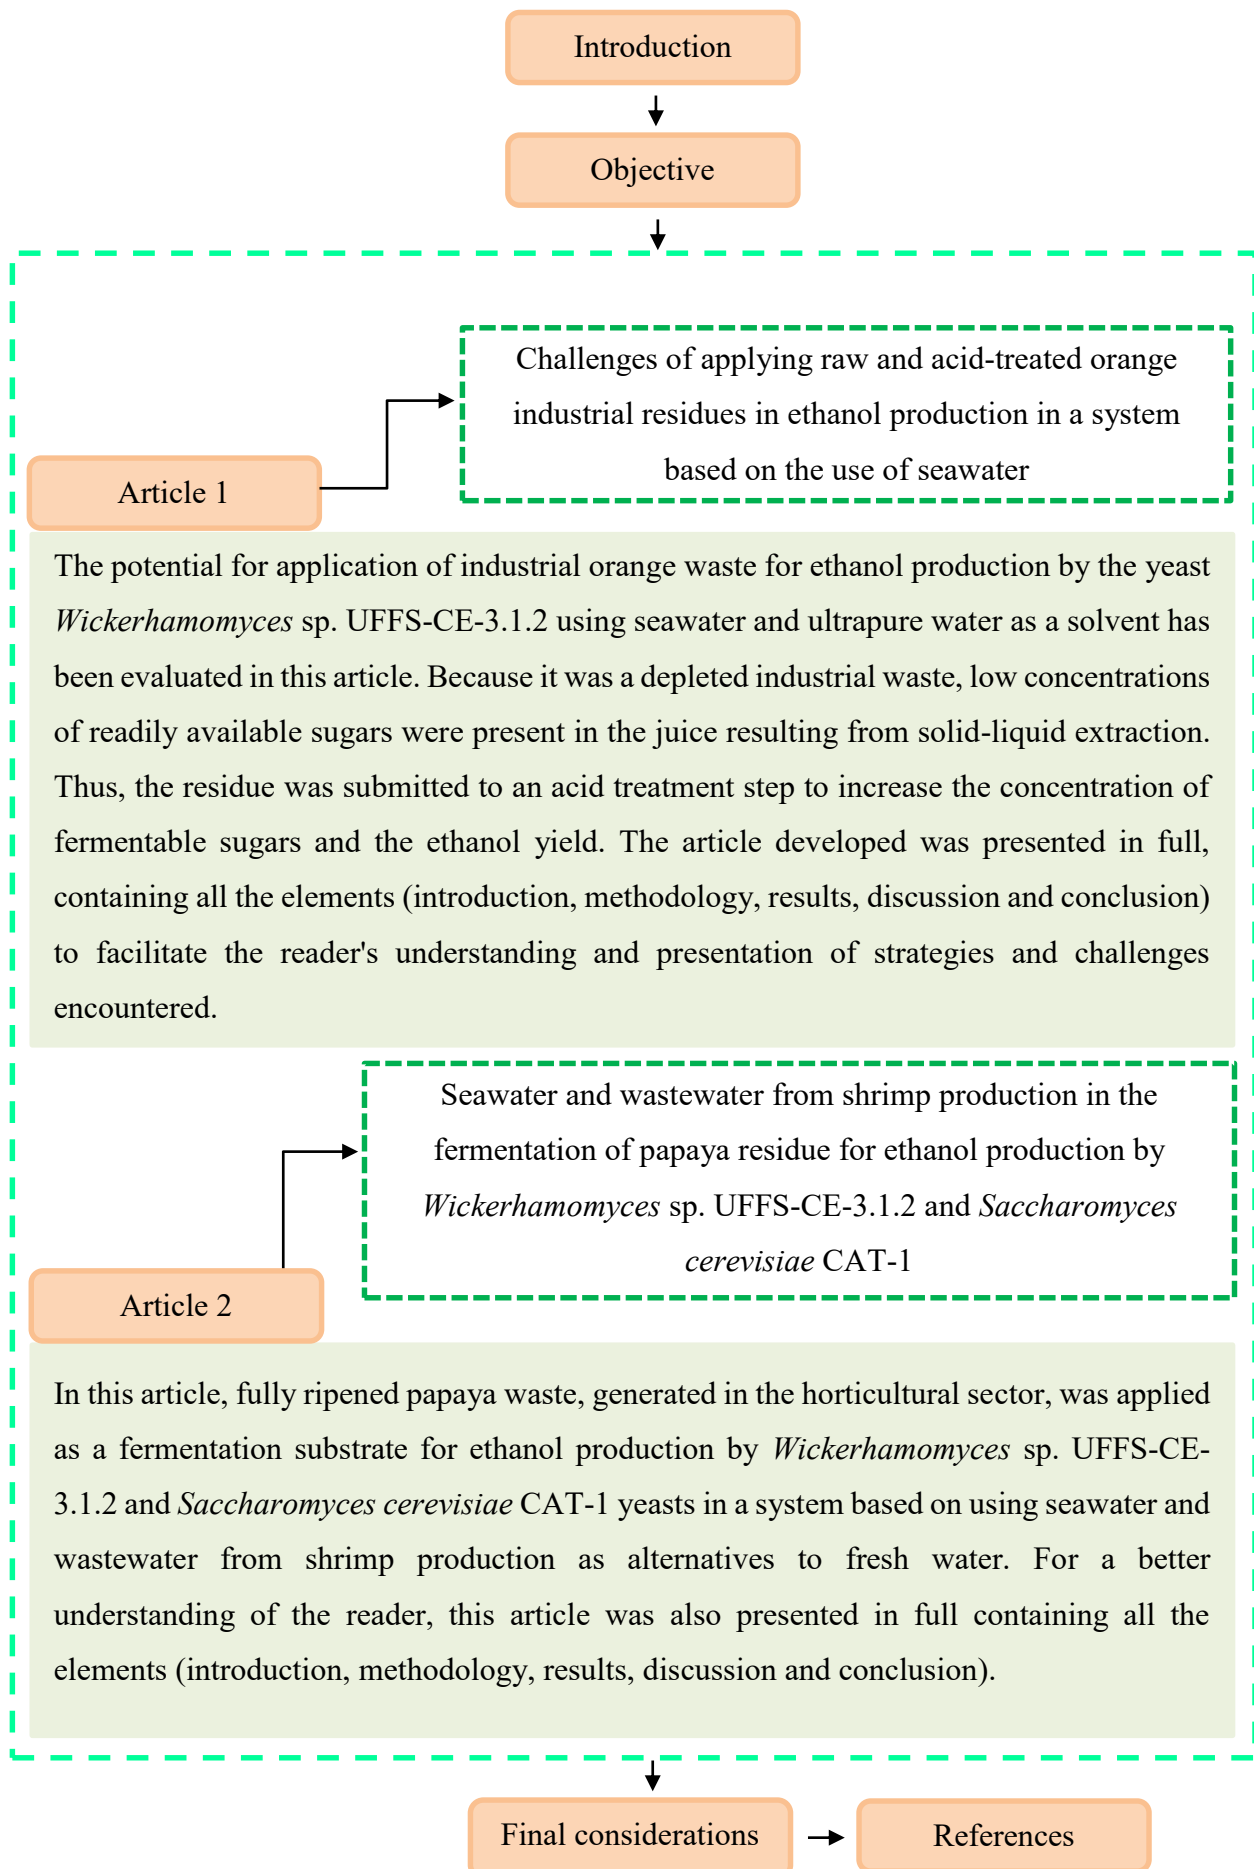 Introduction
Objective
Challenges of applying raw and acid-treated orange
industrial residues in ethanol production in a system
based on the use of seawater
Article 1
The potential for application of industrial orange waste for ethanol production by the yeast
Wickerhamomyces sp. UFFS-CE-3.1.2 using seawater and ultrapure water as a solvent has
been evaluated in this article. Because it was a depleted industrial waste, low concentrations
of readily available sugars were present in the juice resulting from solid-liquid extraction.
Thus, the residue was submitted to an acid treatment step to increase the concentration of
fermentable sugars and the ethanol yield. The article developed was presented in full,
containing all the elements (introduction, methodology, results, discussion and conclusion)
to facilitate the reader's understanding and presentation of strategies and challenges
encountered.
Seawater and wastewater from shrimp production in the
fermentation of papaya residue for ethanol production by
Wickerhamomyces sp. UFFS-CE-3.1.2 and Saccharomyces
cerevisiae CAT-1
Article 2
In this article, fully ripened papaya waste, generated in the horticultural sector, was applied
as a fermentation substrate for ethanol production by Wickerhamomyces sp. UFFS-CE-
3.1.2 and Saccharomyces cerevisiae CAT-1 yeasts in a system based on using seawater and
wastewater from shrimp production as alternatives to fresh water. For a better
understanding of the reader, this article was also presented in full containing all the
elements (introduction, methodology, results, discussion and conclusion).
Final considerations
References